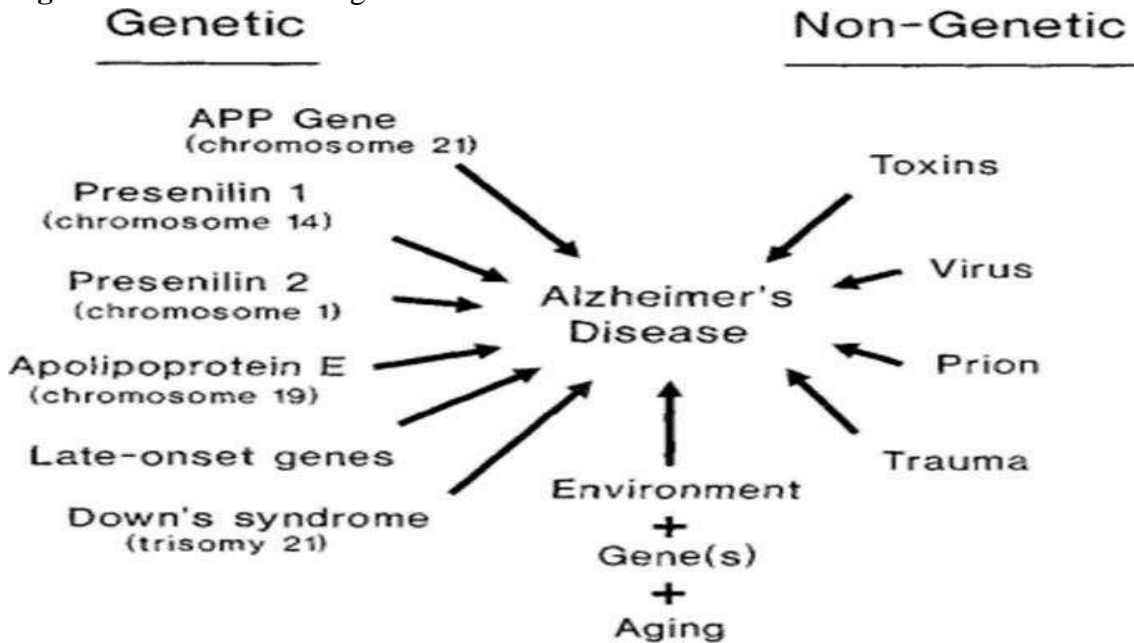 Genetic
Non-Genetic
APP Gene
(chromosome 21)
Presenilin 1
(chromosome 14)
Presenilin 2
(chromosome 1)
Apolipoprotein E
(chromosome 19)
Late-onset genes
Down's syndrome
(trisomy 21)
Alzheimer's
Disease
Toxins
Virus
Prion
Trauma
Environment
+
Gene(s)
+
Aging